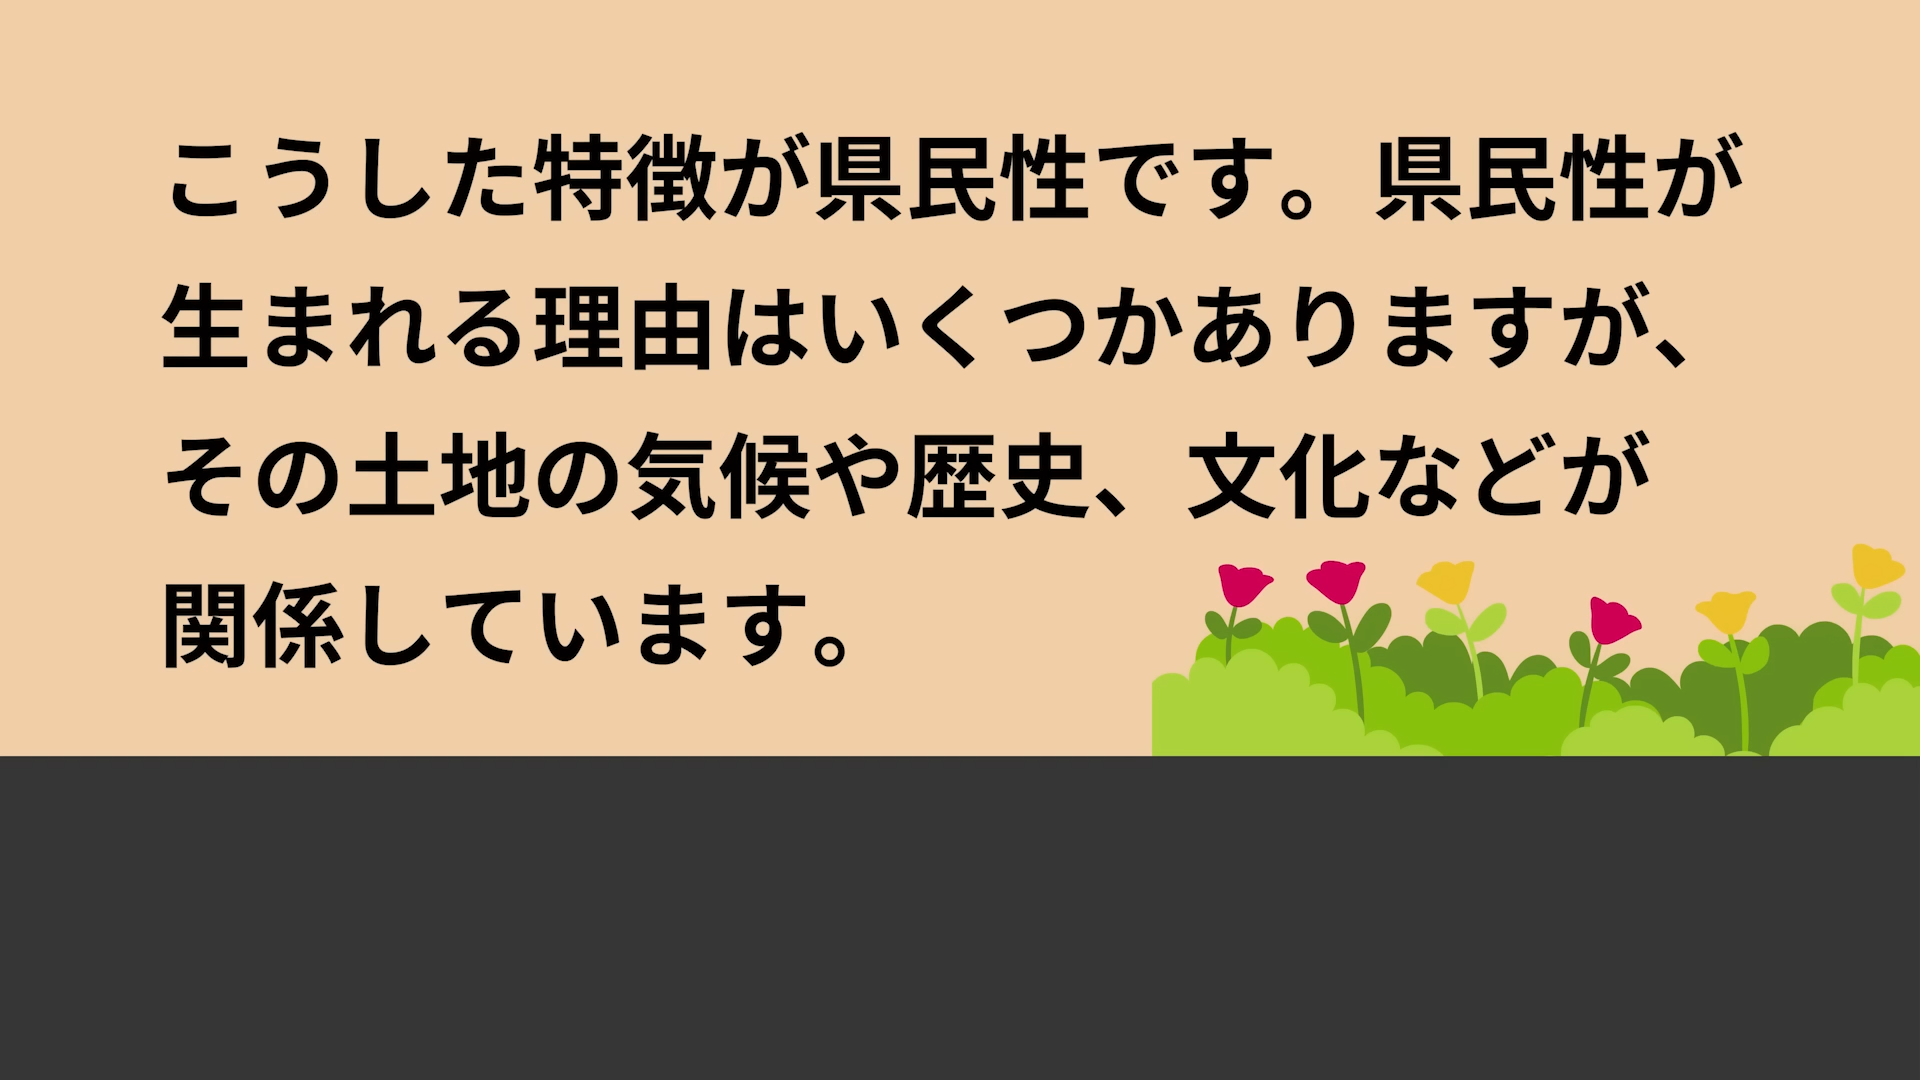 こうした特徴が県民性です。県民性が
生まれる理由はいくつかありますが、
その土地の気候や歴史、文化などが
関係しています。